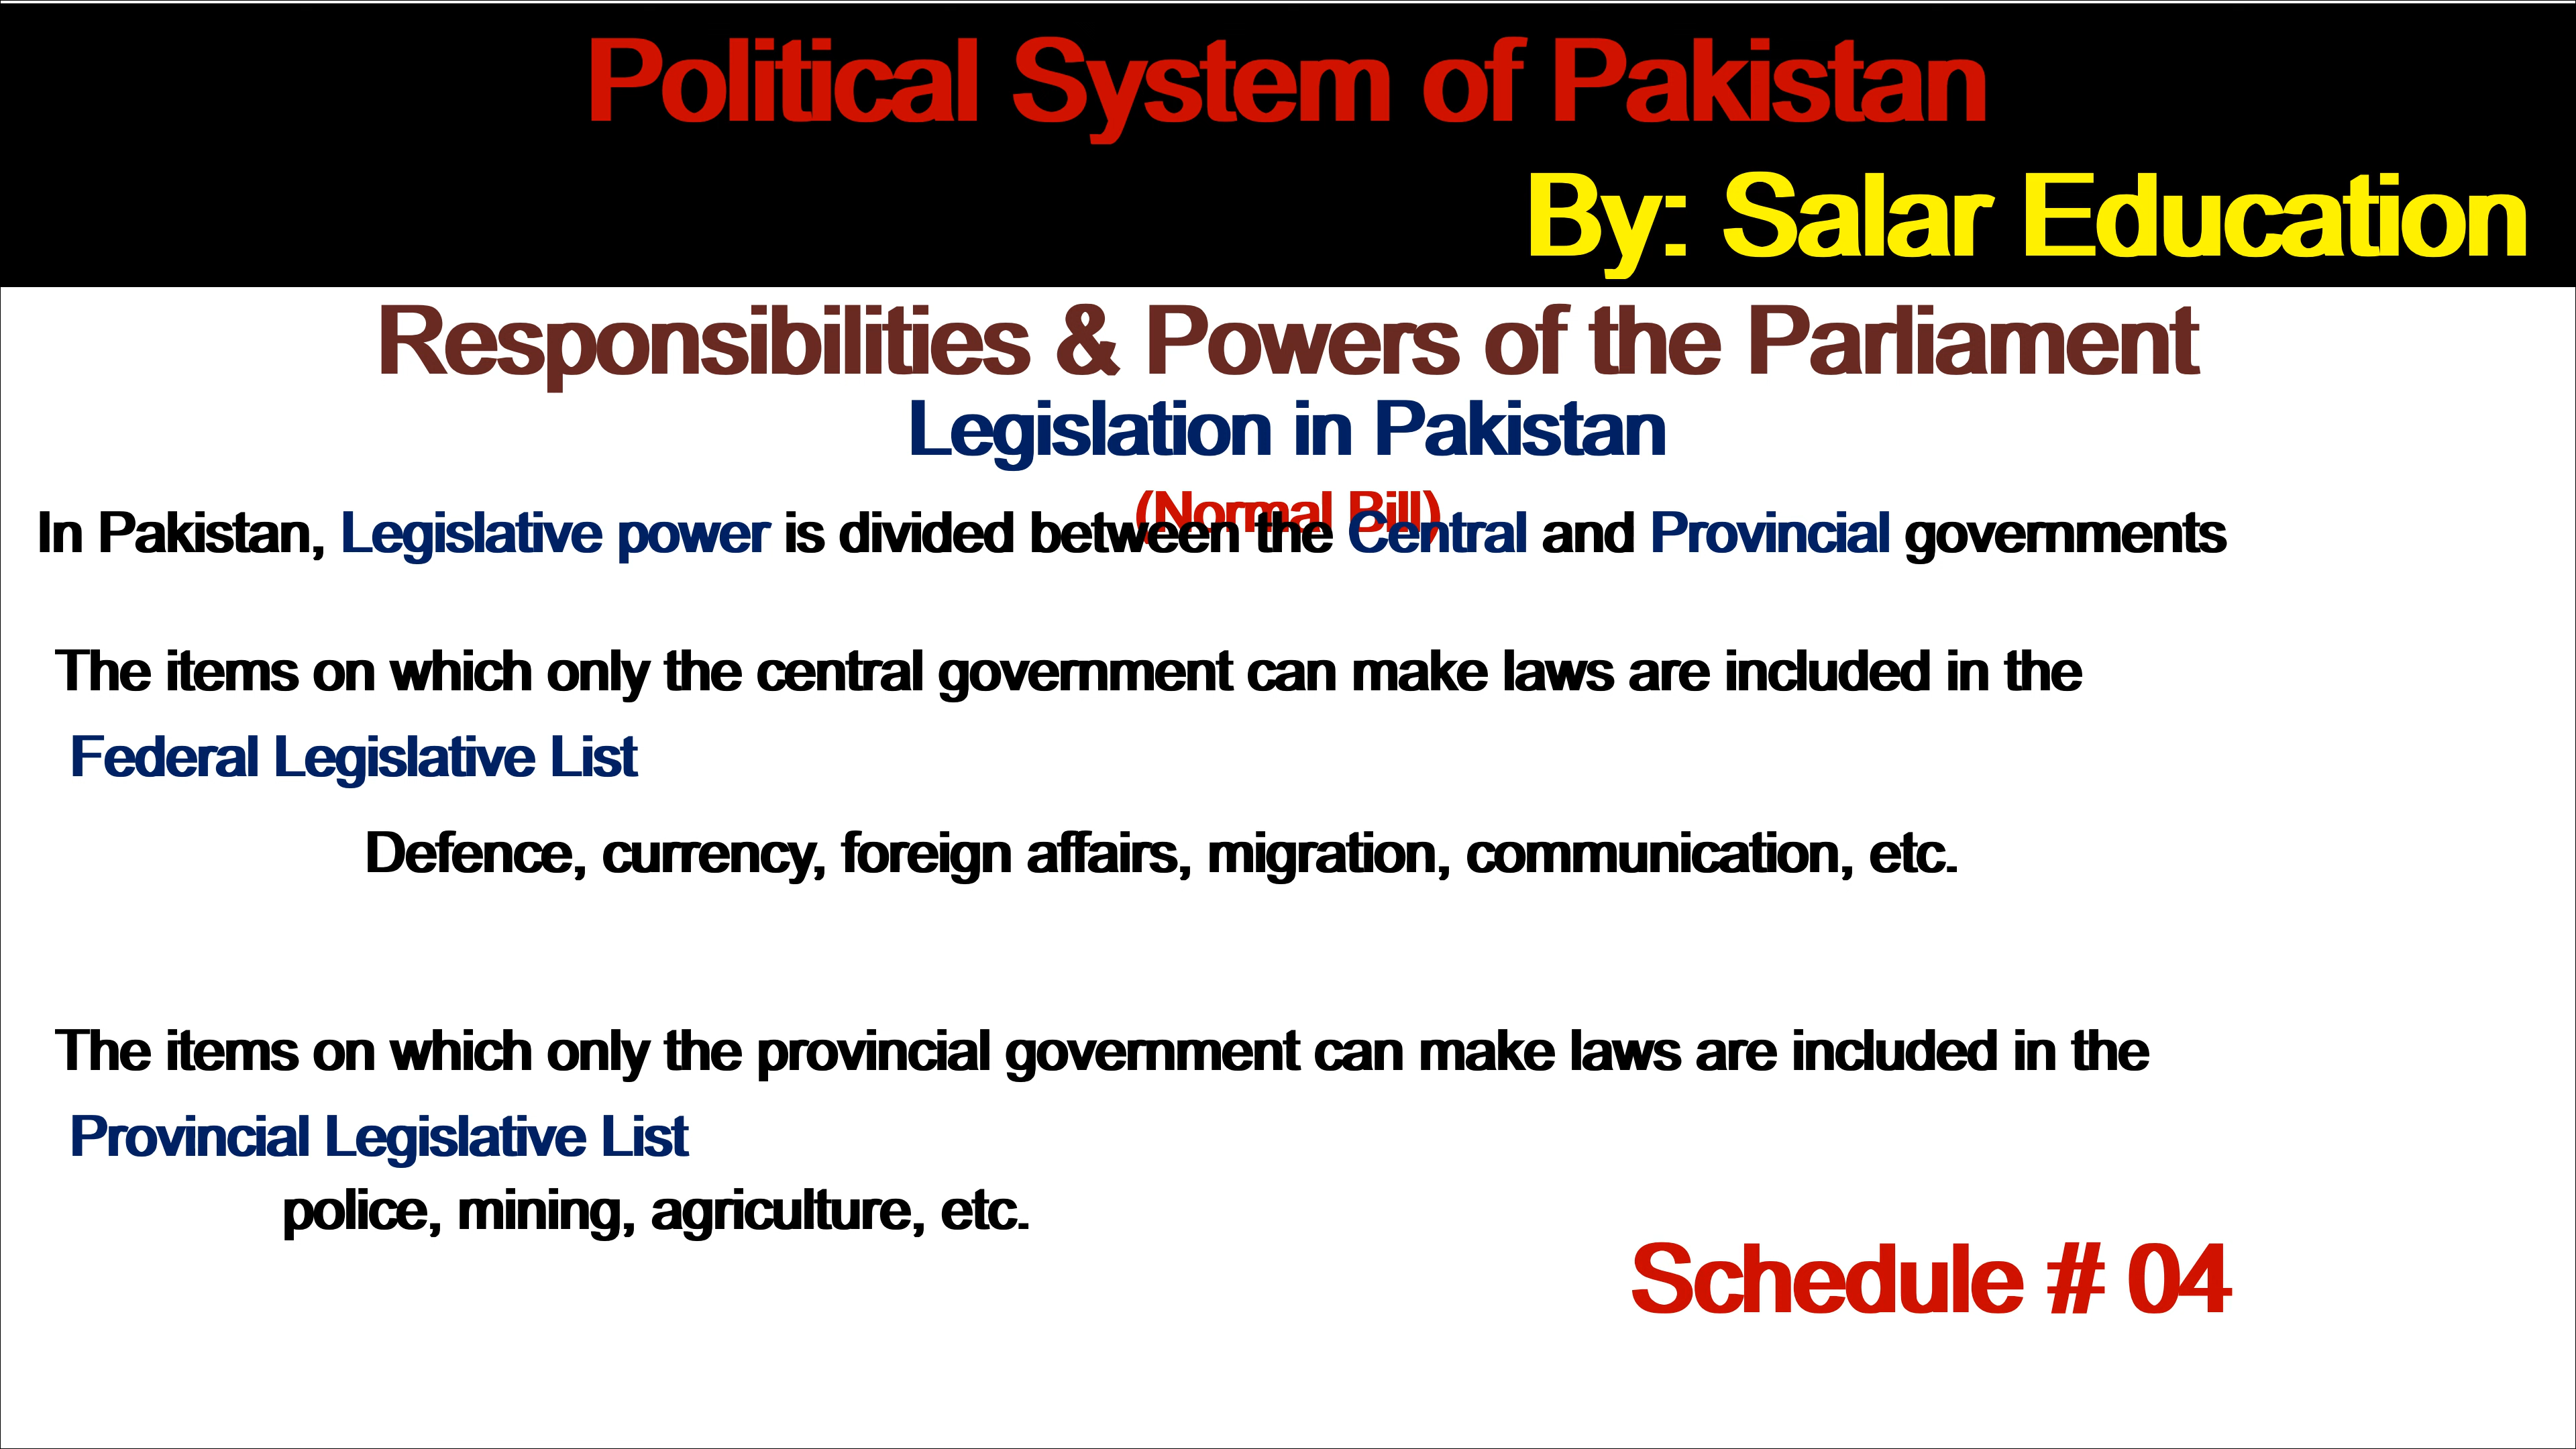 Political System of Pakistan
By: Salar Education
Responsibilities & Powers of the Parliament
Legislation in Pakistan
(Normal Bill)
In Pakistan, Legislative power is divided between the Central and Provincial governments
The items on which only the central government can make laws are included in the
Federal Legislative List
Defence, currency, foreign affairs, migration, communication, etc.
The items on which only the provincial government can make laws are included in the
Provincial Legislative List
police, mining, agriculture, etc.
Schedule # 04